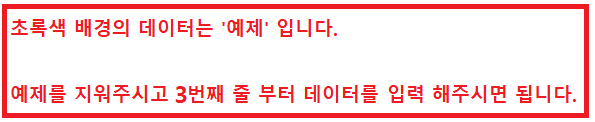 초록색 배경의 데이터는 '예제' 입니다.
예제를 지워주시고 3번째 줄 부터 데이터를 입력 해주시면 됩니다.